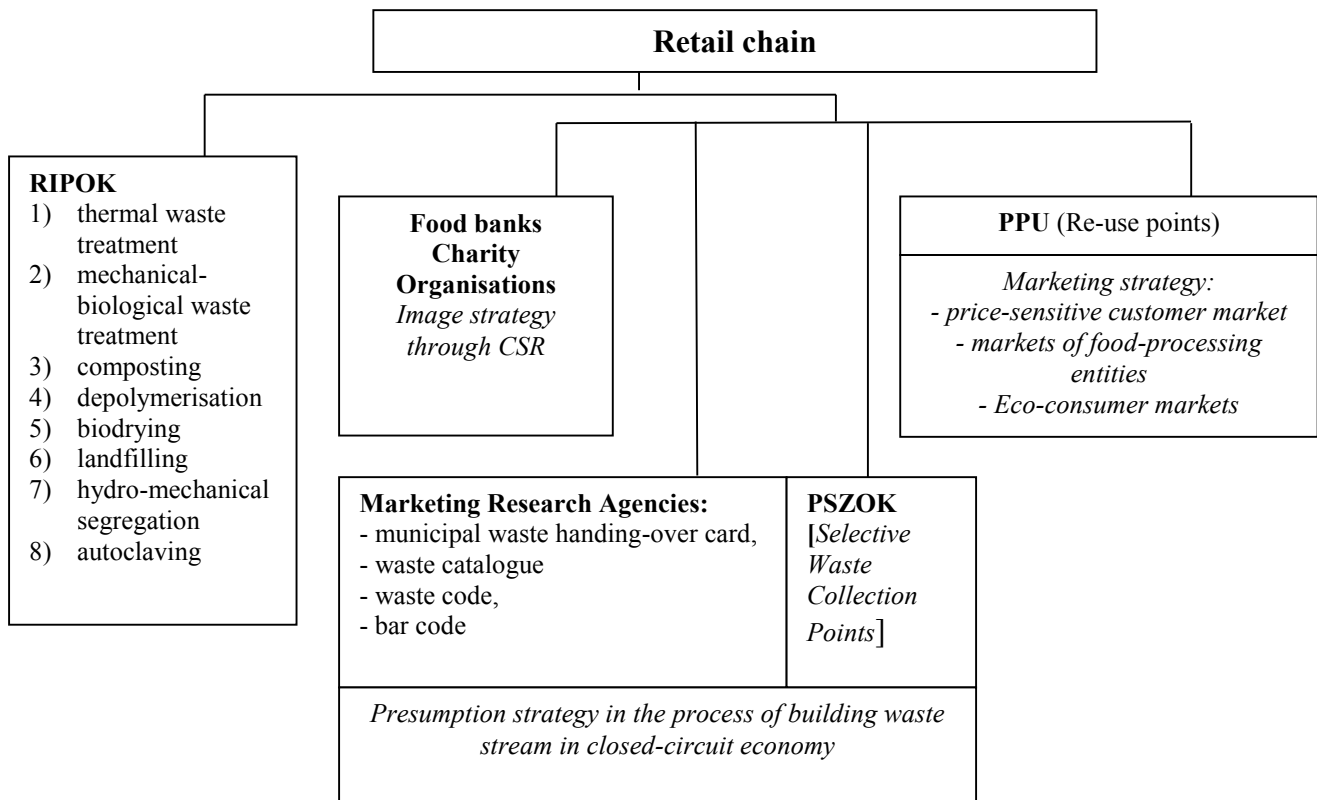 Retail chain
RIPOK
1) thermal waste
treatment
2) mechanical-
biological waste
treatment
3) composting
4) depolymerisation
5) biodrying
6) landfilling
7) hydro-mechanical
segregation
8) autoclaving
Food banks
Charity
Organisations
Image strategy
through CSR
PPU (Re-use points)
Marketing strategy:
- price-sensitive customer market
- markets of food-processing
entities
- Eco-consumer markets
Marketing Research Agencies:
- municipal waste handing-over card,
- waste catalogue
- waste code,
- bar code
PSZOK
[Selective
Waste
Collection
Points]
Presumption strategy in the process of building waste
stream in closed-circuit economy